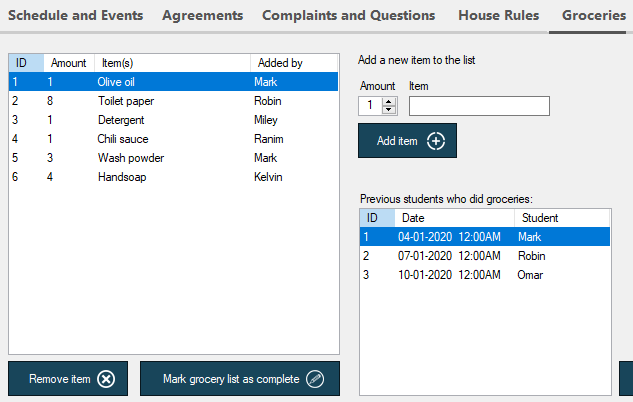 Schedule and Events Agreements Complaints and Questions House Rules Groceries
ID Amount Item(s) Added by
1 1 Olive oil Mark
2 8 Toilet paper Robin
3 1 Detergent Miley
4 1 Chili sauce Ranim
5 3 Wash powder Mark
6 4 Handsoap Kelvin
Remove item
Mark grocery list as complete
Add a new item to the list
Amount Item
1
Add item
Previous students who did groceries:
ID Date Student
1 04-01-2020 12:00AM Mark
2 07-01-2020 12:00AM Robin
3 10-01-2020 12:00AM Omar